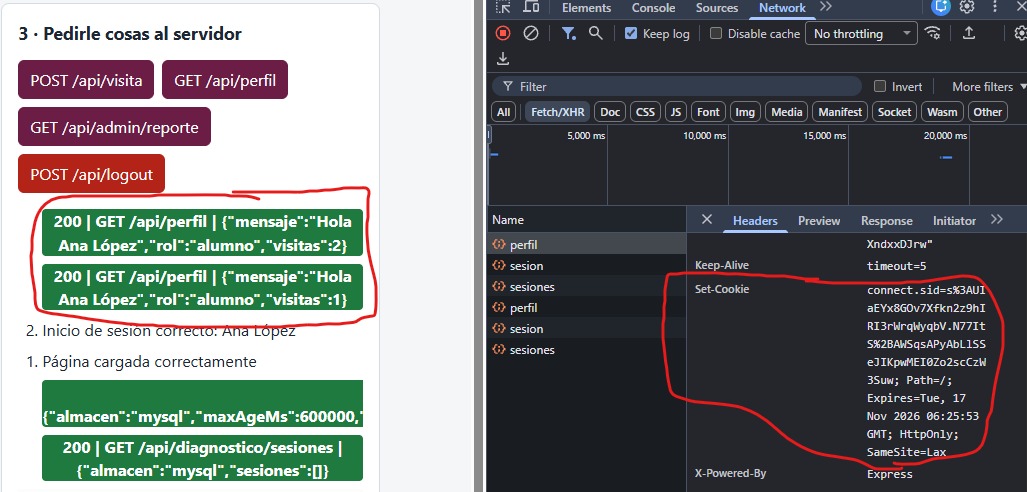 3 · Pedirle cosas al servidor
POST /api/visita
GET /api/perfil
GET /api/admin/reporte
POST /api/logout
200 | GET /api/perfil | {"mensaje":"Hola
Ana López","rol":"alumno","visitas":2}
200 | GET /api/perfil | {"mensaje":"Hola
Ana López","rol":"alumno","visitas":1}
2. Inicio de sesión correcto: Ana López
1. Página cargada correctamente
{"almacen":"mysql","maxAgeMs":600000,"
200 | GET /api/diagnostico/sesiones |
{"almacen":"mysql","sesiones":[]}
Elements Console Sources Network
Keep log Disable cache No throttling
Filter Invert More filters
All Fetch/XHR Doc CSS JS Font Img Media Manifest Socket Wasm Other
5,000 ms 10,000 ms 15,000 ms 20,000 ms
Name
perfil
sesion
sesiones
perfil
sesion
sesiones
Headers Preview Response Initiator
XndxxDJrw"
Keep-Alive timeout=5
Set-Cookie connect.sid=s%3AUI
aEYx8GOv7Xfkn2z9hI
RI3rWrqWyqbV.N77It
S%2BAWSqsAPyAbLlSS
eJIKpwMEI0Zo2scCzW
3Suw; Path=/;
Expires=Tue, 17
Nov 2026 06:25:53
GMT; HttpOnly;
SameSite=Lax
X-Powered-By Express